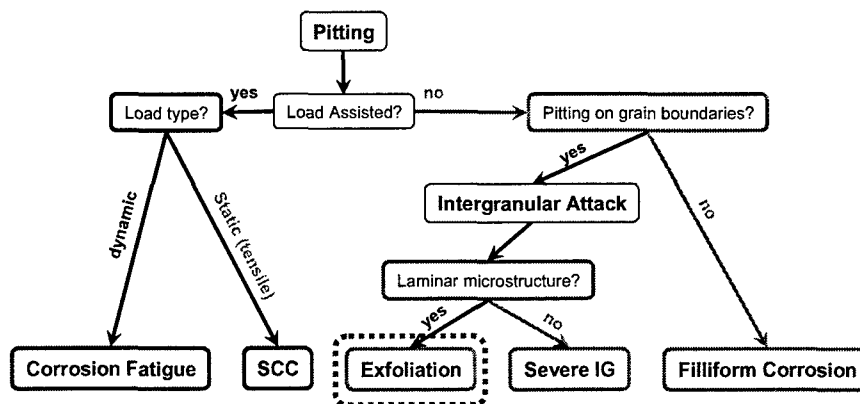 Pitting
yes
no
Load type?
Load Assisted?
Pitting on grain boundaries?
yes
Intergranular Attack
dynamic
Static (tensile)
no
Laminar microstructure?
yes
no
Corrosion Fatigue
SCC
Exfoliation
Severe IG
Filliform Corrosion